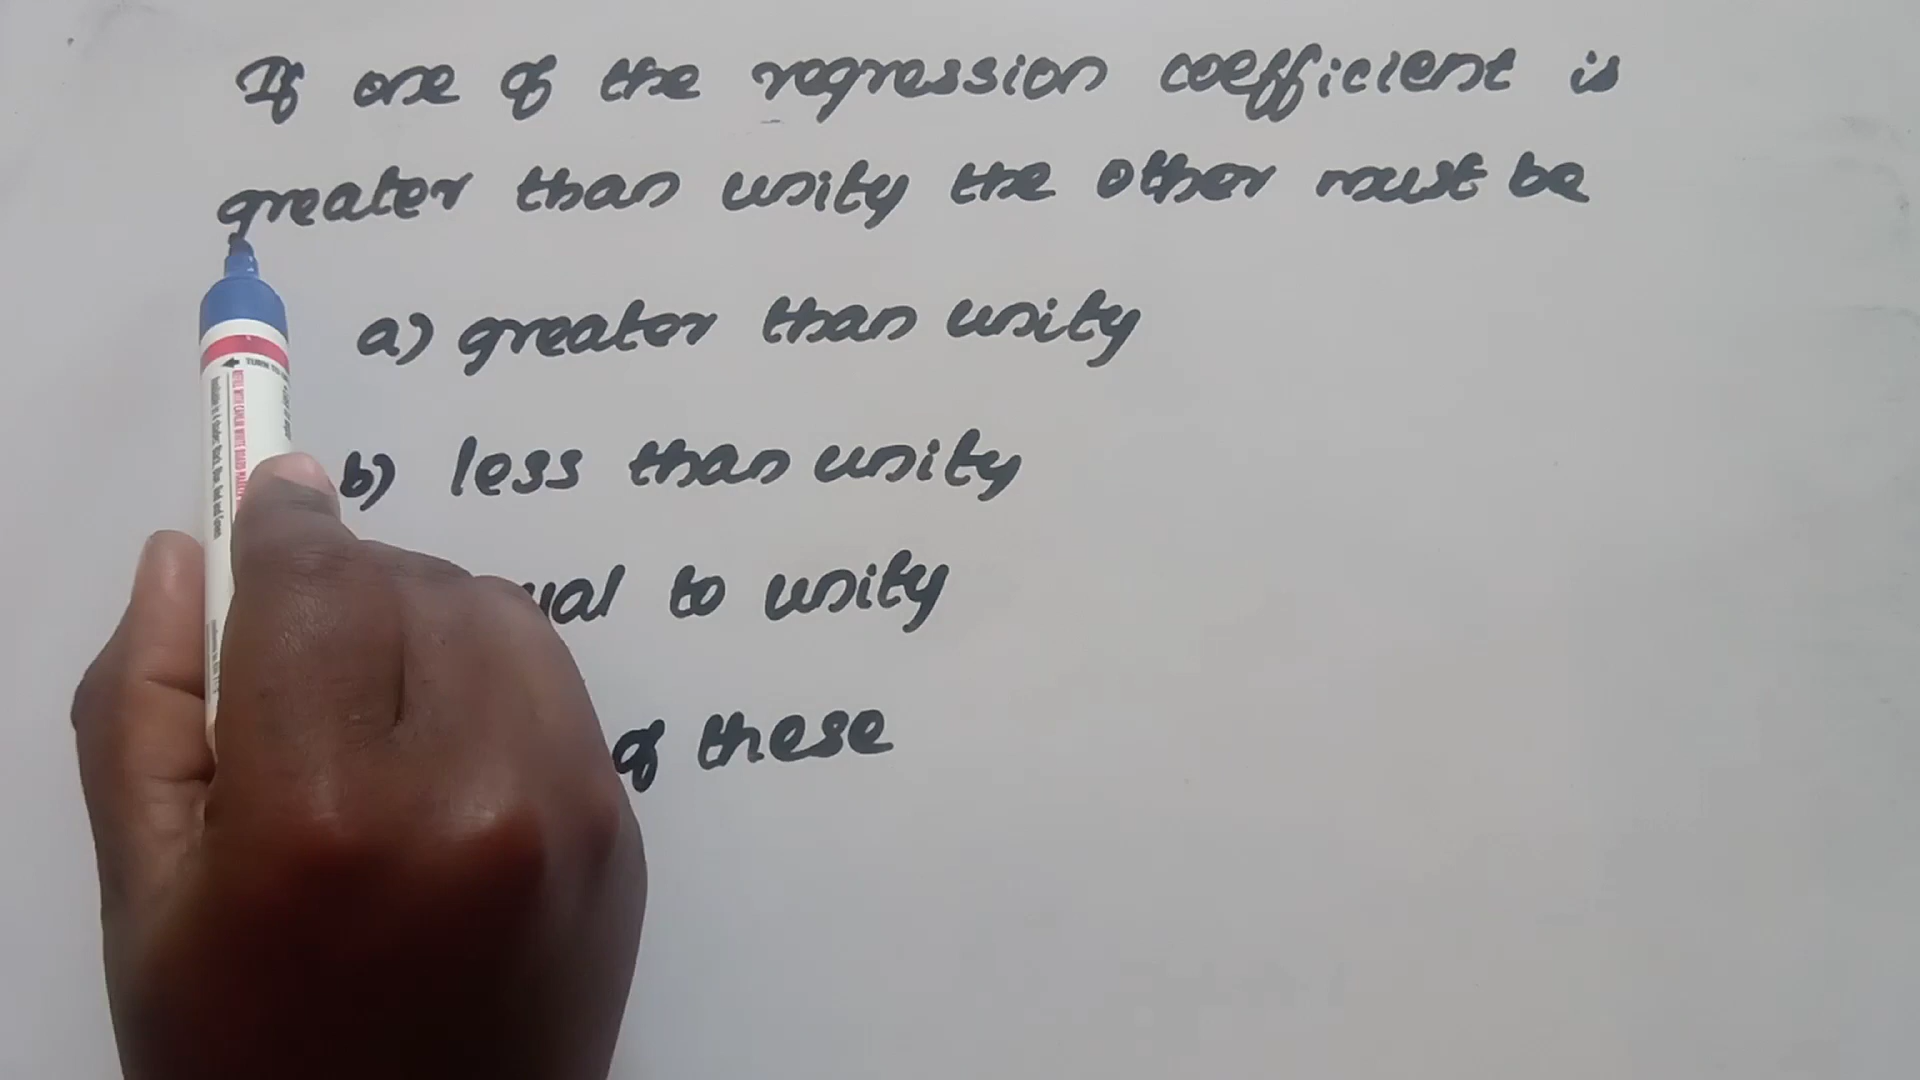 If one of the regression coefficient is
greater than unity the other must be
a) greater than unity
b) less than unity
to unity
of these